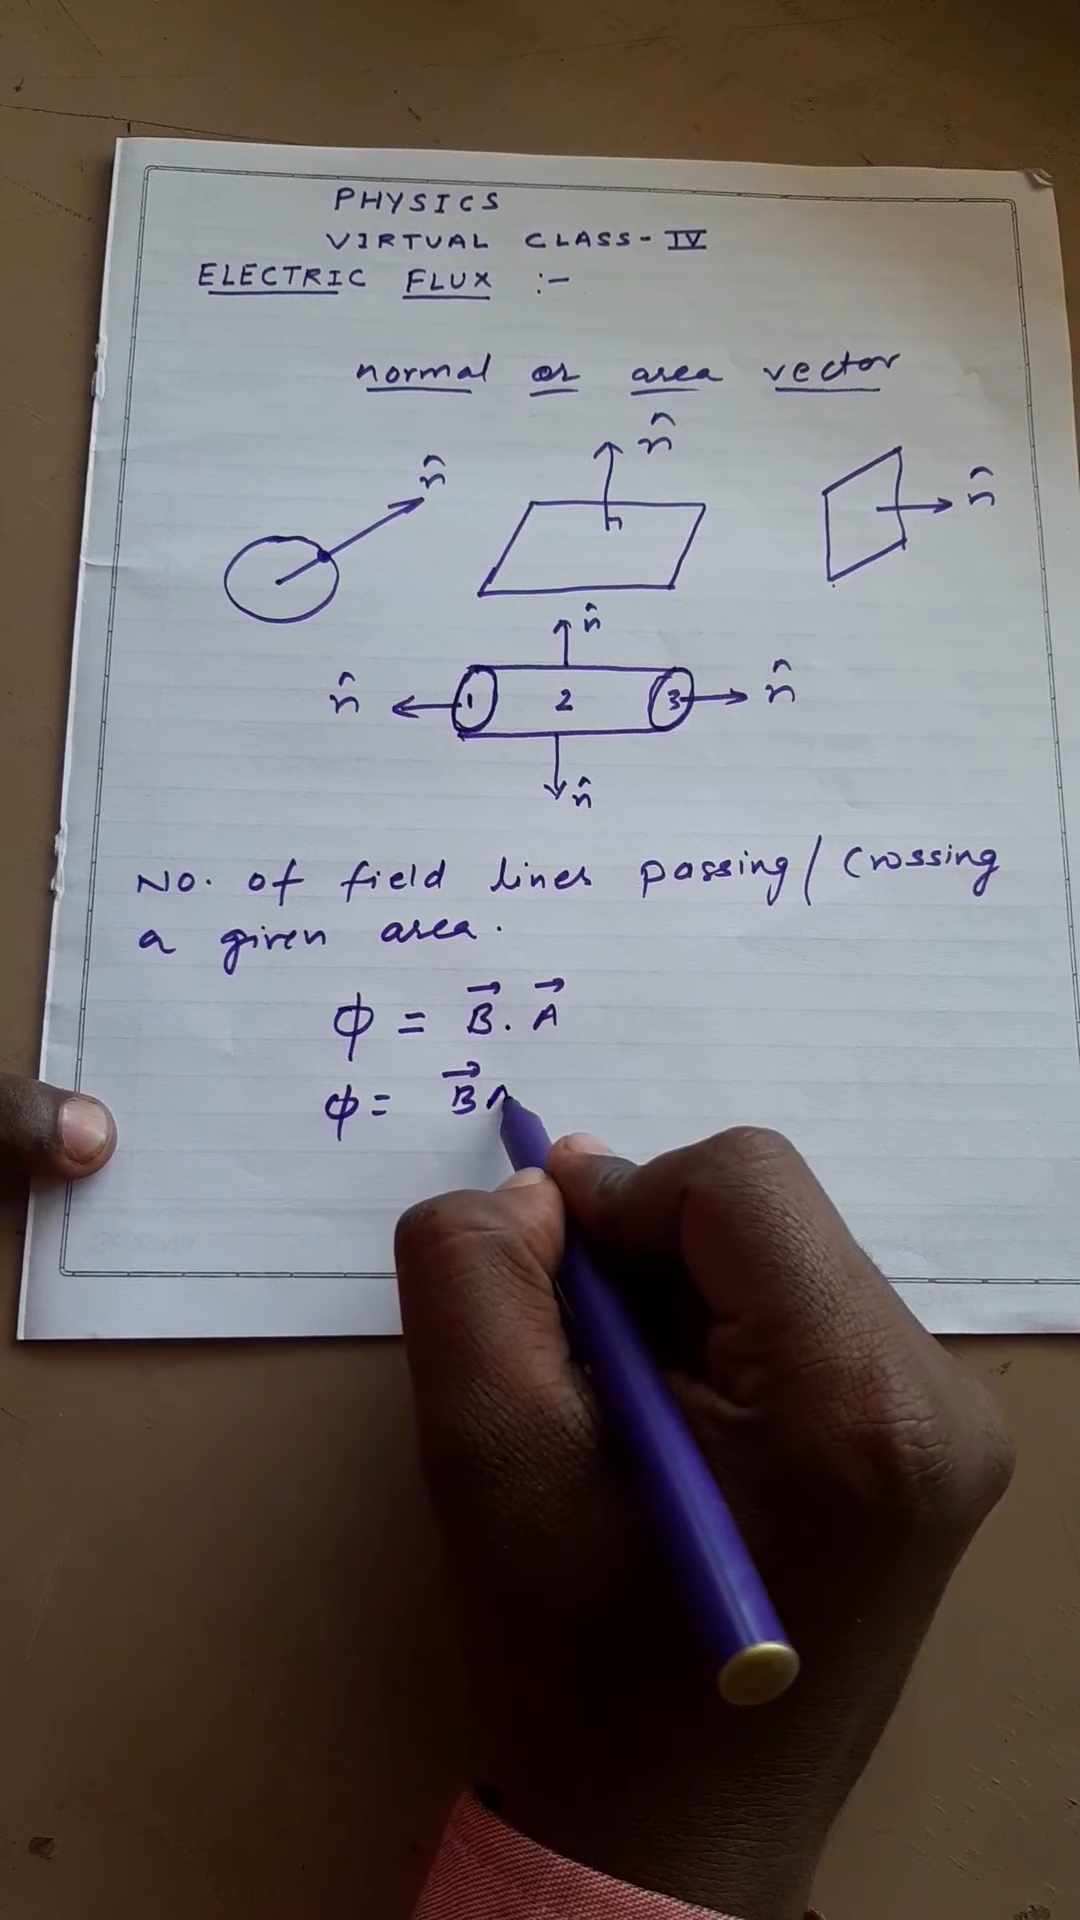 PHYSICS
VIRTUAL CLASS-IV
ELECTRIC FLUX :-
normal or area vector
n̂ n̂ n̂
n̂
n̂ 1 2 3 n̂
n̂
No. of field lines passing/crossing
a given area.
ϕ = B⃗ . A⃗
ϕ = B⃗